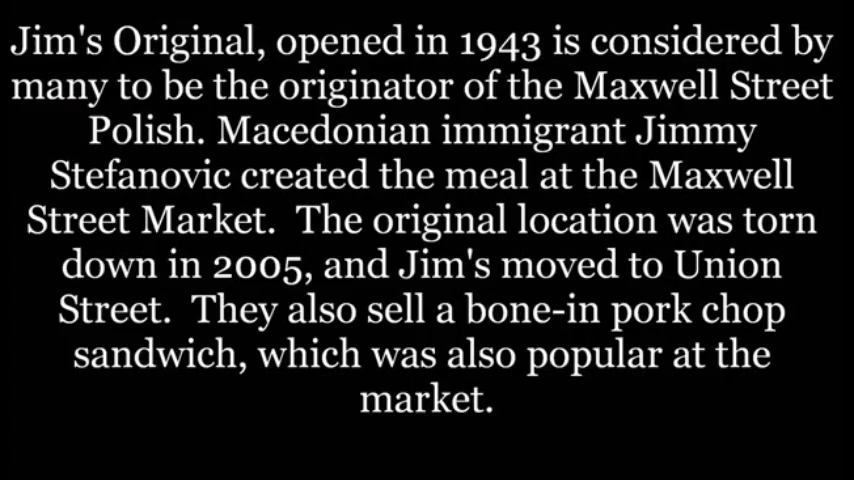 Jim's Original, opened in 1943 is considered by
many to be the originator of the Maxwell Street
Polish. Macedonian immigrant Jimmy
Stefanovic created the meal at the Maxwell
Street Market.  The original location was torn
down in 2005, and Jim's moved to Union
Street.  They also sell a bone-in pork chop
sandwich, which was also popular at the
market.